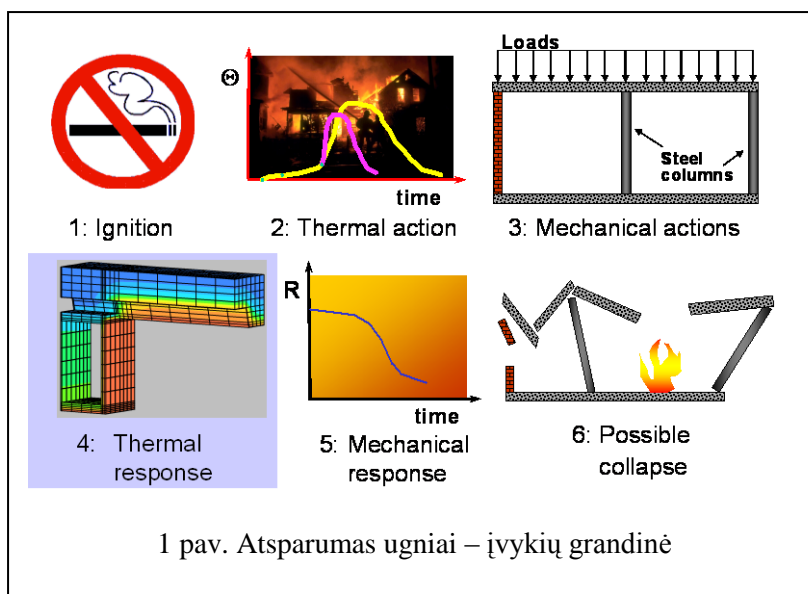 Loads
Θ
time
Steel
columns
1: Ignition
2: Thermal action
3: Mechanical actions
R
time
4: Thermal
response
5: Mechanical
response
6: Possible
collapse
1 pav. Atsparumas ugniai – įvykių grandinė